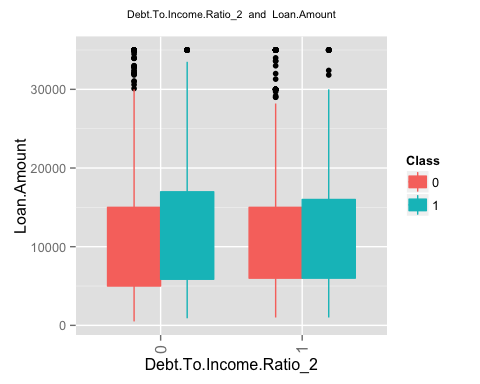 Debt.To.Income.Ratio_2 and Loan.Amount
30000
20000
10000
0
Loan.Amount
0
1
Debt.To.Income.Ratio_2
Class
0
1